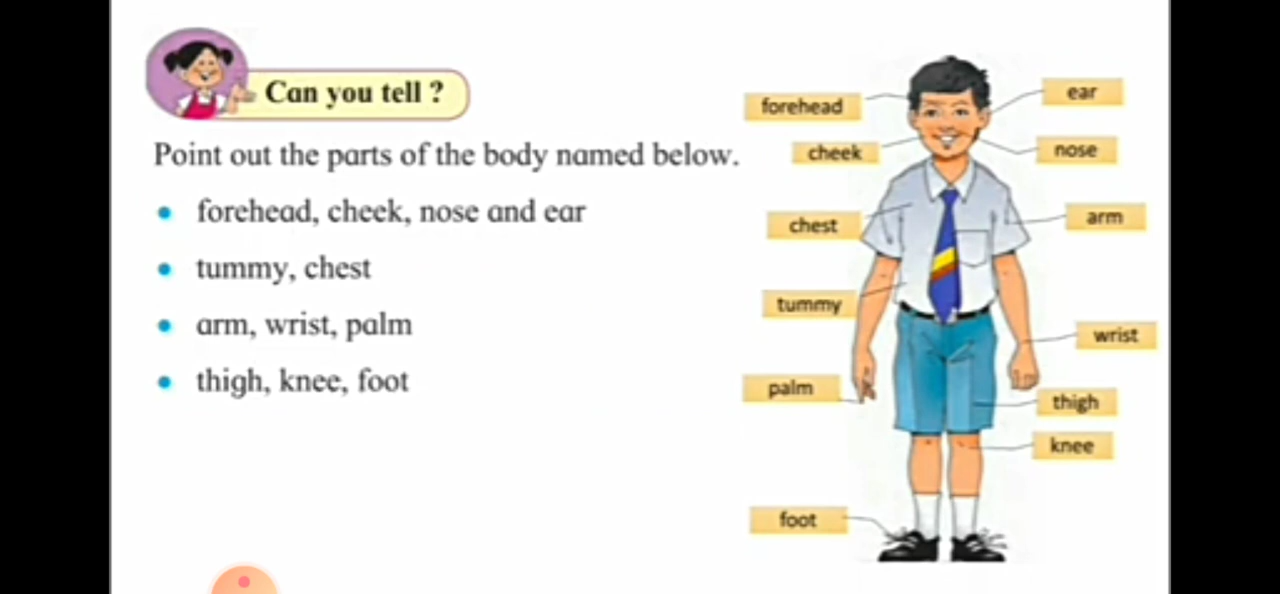 Can you tell ?
Point out the parts of the body named below.
• forehead, cheek, nose and ear
• tummy, chest
• arm, wrist, palm
• thigh, knee, foot
forehead
ear
cheek
nose
chest
arm
tummy
wrist
palm
thigh
knee
foot